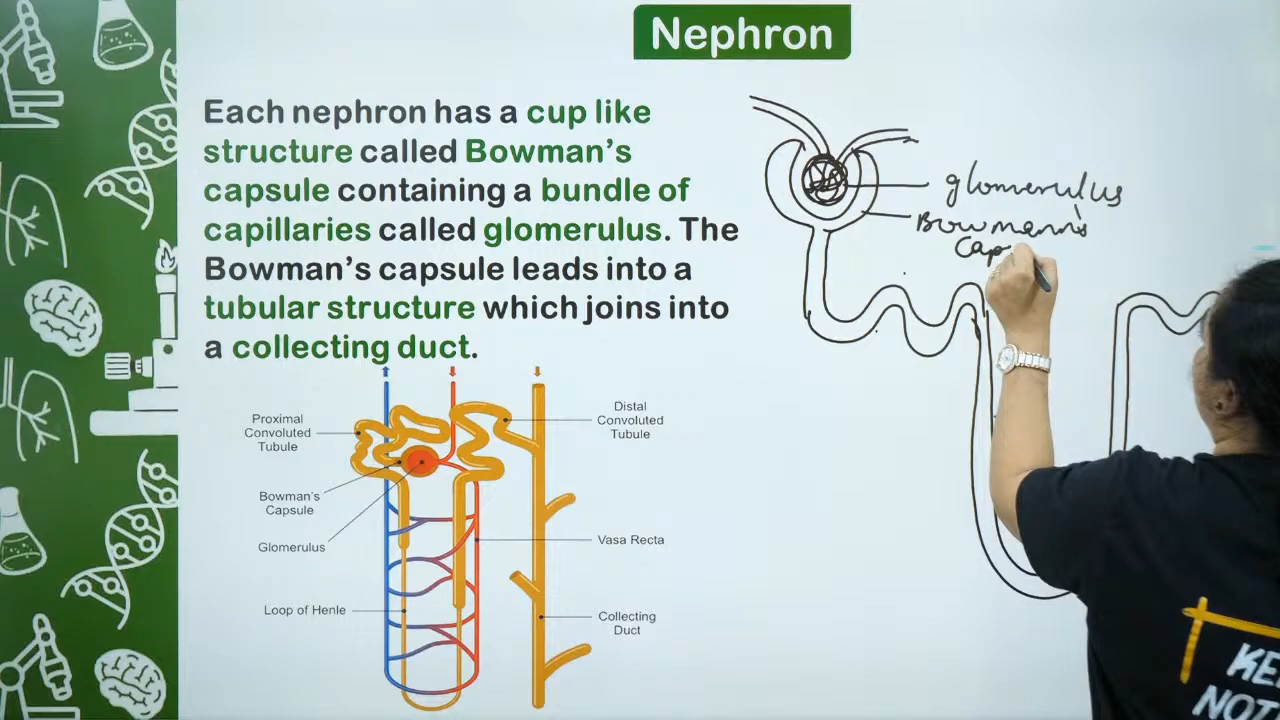 Nephron
Each nephron has a cup like
structure called Bowman's
capsule containing a bundle of
capillaries called glomerulus. The
Bowman's capsule leads into a
tubular structure which joins into
a collecting duct.
glomerulus
Bowmann's
Cap
Proximal
Convoluted
Tubule
Bowman's
Capsule
Glomerulus
Loop of Henle
Distal
Convoluted
Tubule
Vasa Recta
Collecting
Duct